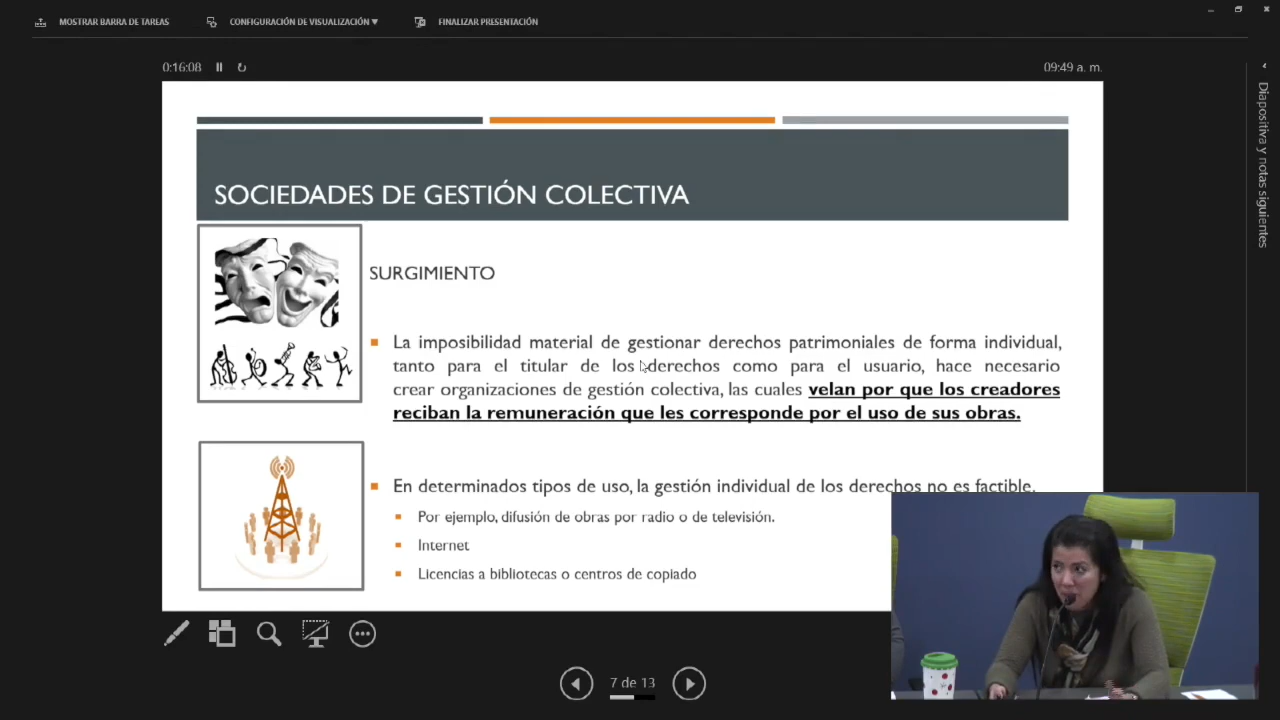 MOSTRAR BARRA DE TAREAS CONFIGURACIÓN DE VISUALIZACIÓN ▾ FINALIZAR PRESENTACIÓN
0:16:08 09:49 a. m.
SOCIEDADES DE GESTIÓN COLECTIVA
SURGIMIENTO
La imposibilidad material de gestionar derechos patrimoniales de forma individual,
tanto para el titular de los derechos como para el usuario, hace necesario
crear organizaciones de gestión colectiva, las cuales velan por que los creadores
reciban la remuneración que les corresponde por el uso de sus obras.
En determinados tipos de uso, la gestión individual de los derechos no es factible.
Por ejemplo, difusión de obras por radio o de televisión.
Internet
Licencias a bibliotecas o centros de copiado
7 de 13
Diapositiva y notas siguientes